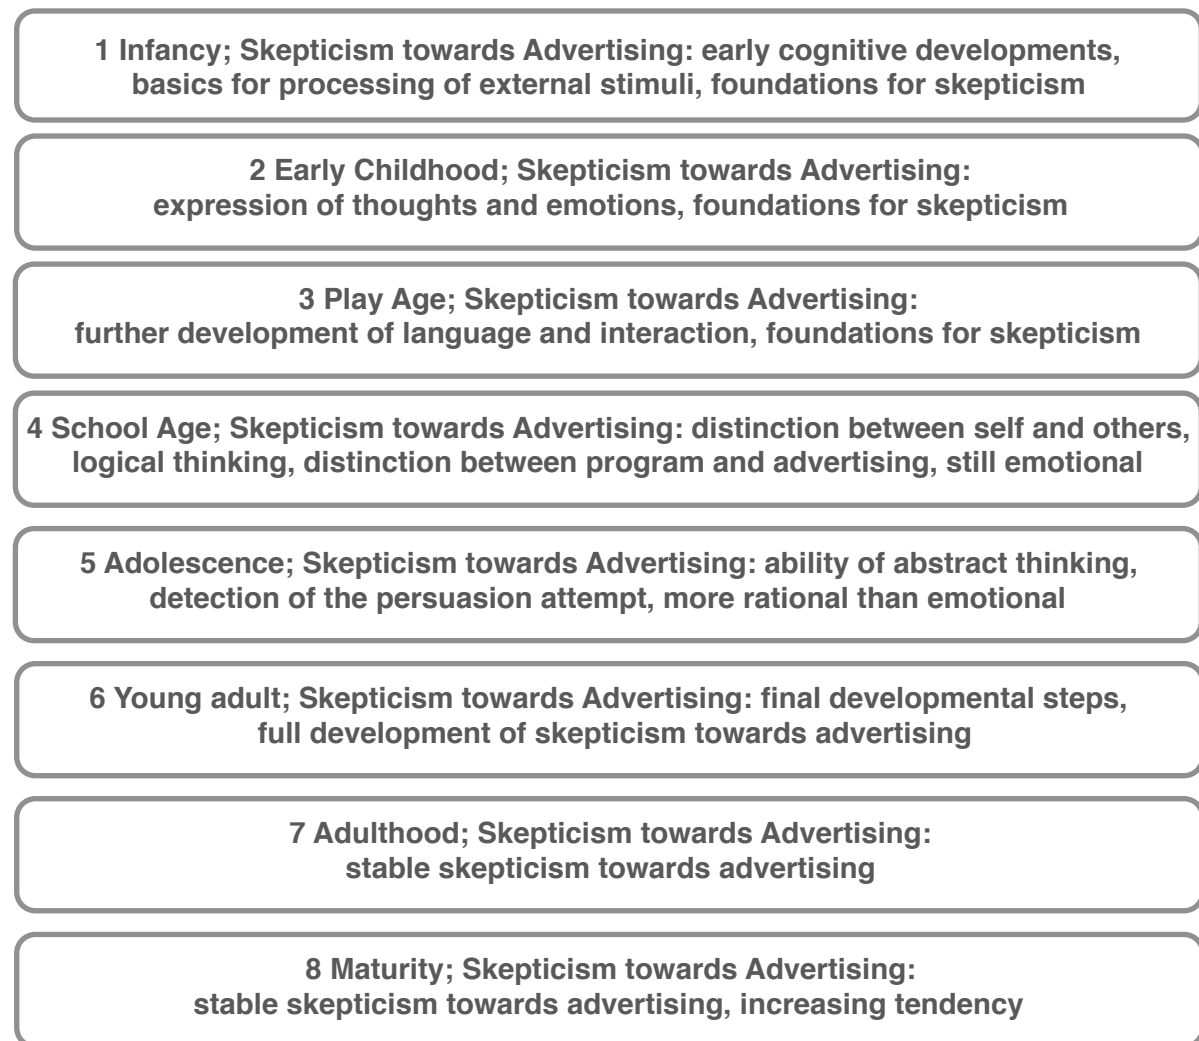 1 Infancy; Skepticism towards Advertising: early cognitive developments,
basics for processing of external stimuli, foundations for skepticism
2 Early Childhood; Skepticism towards Advertising:
expression of thoughts and emotions, foundations for skepticism
3 Play Age; Skepticism towards Advertising:
further development of language and interaction, foundations for skepticism
4 School Age; Skepticism towards Advertising: distinction between self and others,
logical thinking, distinction between program and advertising, still emotional
5 Adolescence; Skepticism towards Advertising: ability of abstract thinking,
detection of the persuasion attempt, more rational than emotional
6 Young adult; Skepticism towards Advertising: final developmental steps,
full development of skepticism towards advertising
7 Adulthood; Skepticism towards Advertising:
stable skepticism towards advertising
8 Maturity; Skepticism towards Advertising:
stable skepticism towards advertising, increasing tendency